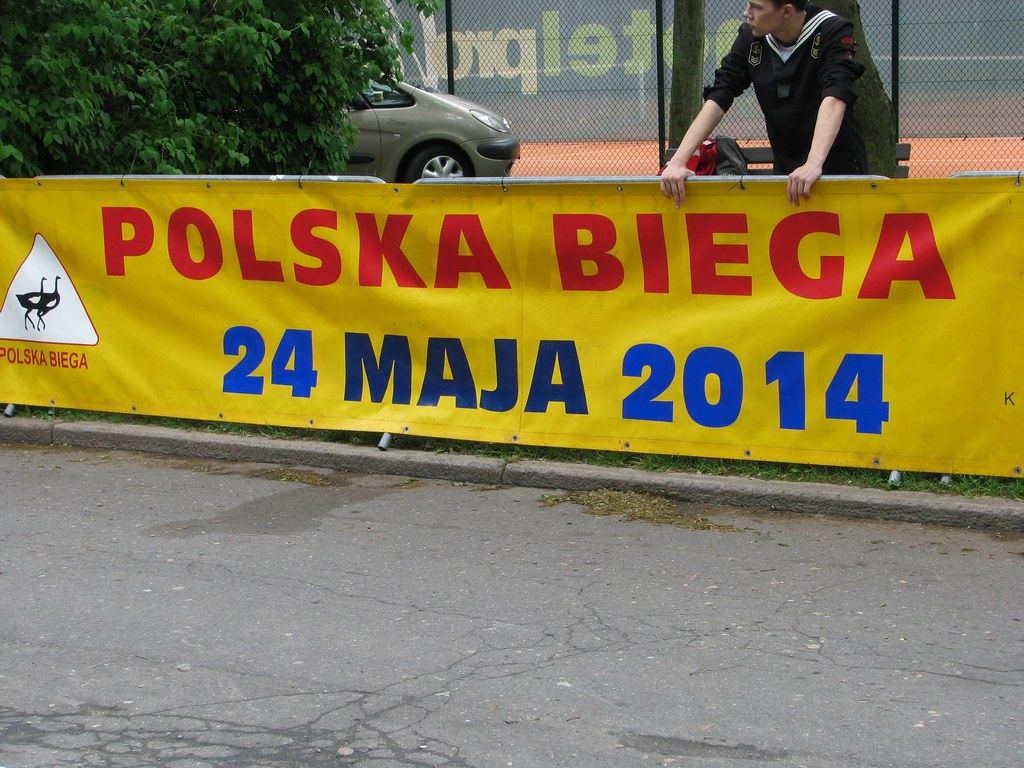 POLSKA BIEGA
24 MAJA 2014
POLSKA BIEGA
K